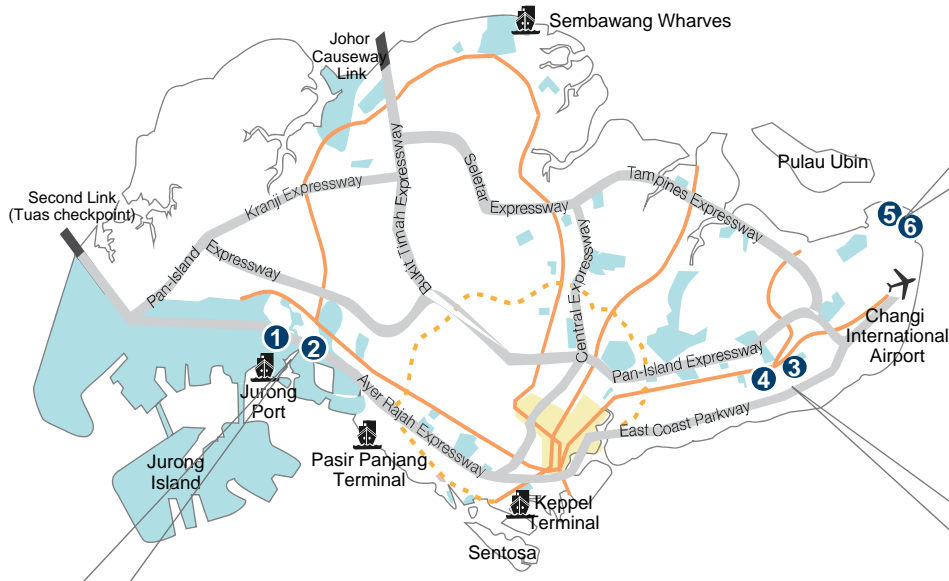 Sembawang Wharves
Johor
Causeway
Link
Pulau Ubin
Second Link
(Tuas checkpoint)
Kranji Expressway
Bukit Timah Expressway
Seletar
Expressway
Tampines Expressway
Pan-Island
Expressway
Central Expressway
5
6
Changi
International
Airport
1
2
Pan-Island Expressway
4
3
Jurong
Port
Ayer Rajah Expressway
East Coast Parkway
Jurong
Island
Pasir Panjang
Terminal
Keppel
Terminal
Sentosa